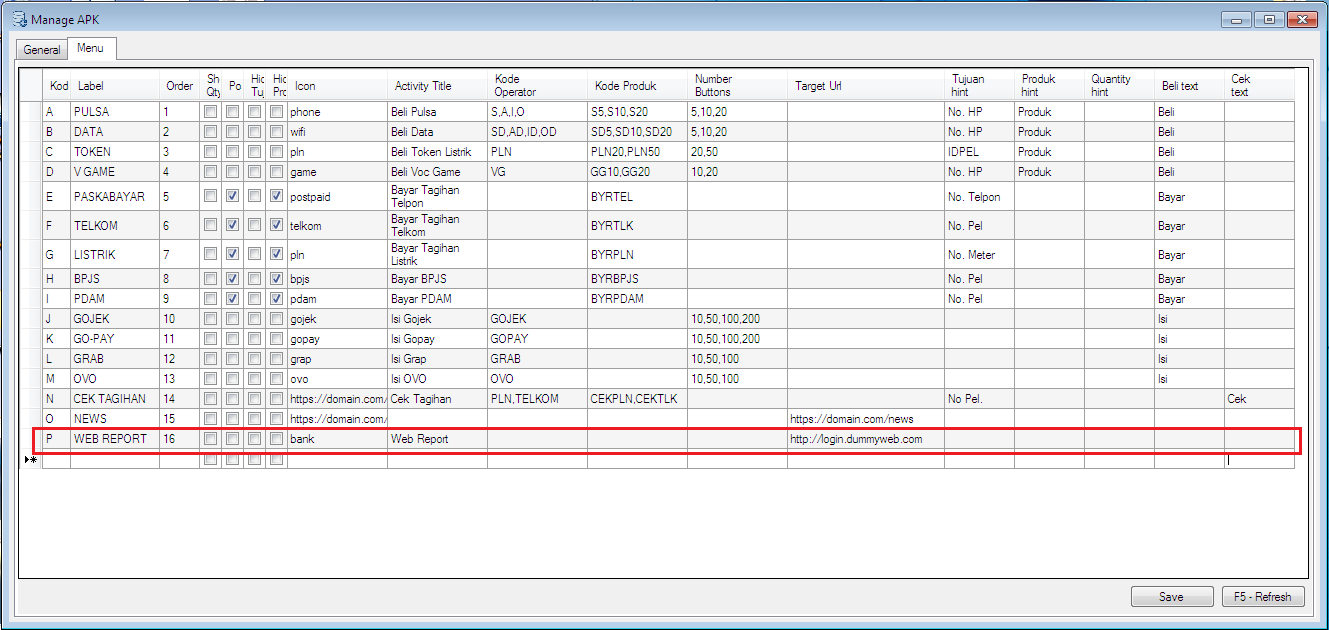 Manage APK
General Menu
Kod Label Order Sh Qty Po Hid Tuj Hid Pro Icon Activity Title Kode Operator Kode Produk Number Buttons Target Url Tujuan hint Produk hint Quantity hint Beli text Cek text
A PULSA 1 phone Beli Pulsa S,A,I,O S5,S10,S20 5,10,20 No. HP Produk Beli
B DATA 2 wifi Beli Data SD,AD,ID,OD SD5,SD10,SD20 5,10,20 No. HP Produk Beli
C TOKEN 3 pln Beli Token Listrik PLN PLN20,PLN50 20,50 IDPEL Produk Beli
D V GAME 4 game Beli Voc Game VG GG10,GG20 10,20 No. HP Produk Beli
E PASKABAYAR 5 postpaid Bayar Tagihan Telpon BYRTEL No. Telpon Bayar
F TELKOM 6 telkom Bayar Tagihan Telkom BYRTLK No. Pel Bayar
G LISTRIK 7 pln Bayar Tagihan Listrik BYRPLN No. Meter Bayar
H BPJS 8 bpjs Bayar BPJS BYRBPJS No. Pel Bayar
I PDAM 9 pdam Bayar PDAM BYRPDAM No. Pel Bayar
J GOJEK 10 gojek Isi Gojek GOJEK 10,50,100,200 Isi
K GO-PAY 11 gopay Isi Gopay GOPAY 10,50,100,200 Isi
L GRAB 12 grap Isi Grap GRAB 10,50,100 Isi
M OVO 13 ovo Isi OVO OVO 10,50,100 Isi
N CEK TAGIHAN 14 https://domain.com/ Cek Tagihan PLN,TELKOM CEKPLN,CEKTLK No Pel. Cek
O NEWS 15 https://domain.com/ https://domain.com/news
P WEB REPORT 16 bank Web Report http://login.dummyweb.com
Save F5 - Refresh